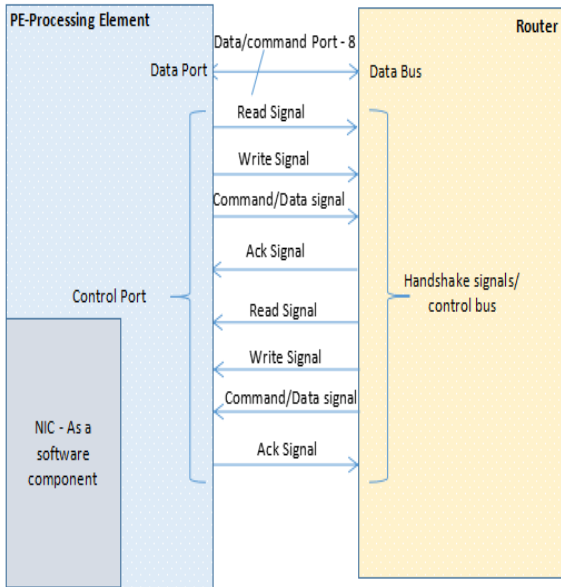 PE-Processing Element
Router
Data/command Port - 8
Data Port
Data Bus
Read Signal
Write Signal
Command/Data signal
Ack Signal
Control Port
Handshake signals/
control bus
Read Signal
Write Signal
Command/Data signal
Ack Signal
NIC - As a
software
component